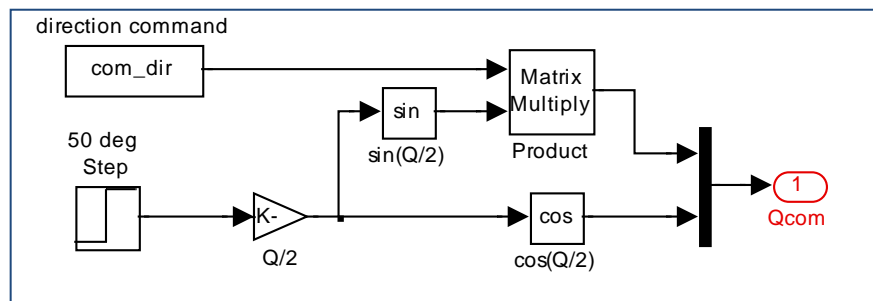 direction command
com_dir
Matrix
Multiply
Product
sin
sin(Q/2)
50 deg
Step
K-
Q/2
cos
cos(Q/2)
1
Qcom